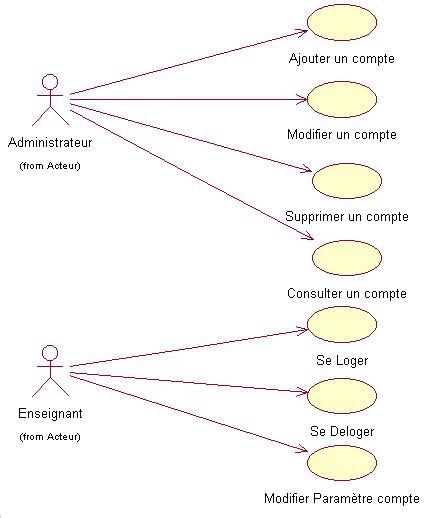 Ajouter un compte
Administrateur
(from Acteur)
Modifier un compte
Supprimer un compte
Consulter un compte
Se Loger
Enseignant
(from Acteur)
Se Deloger
Modifier Paramètre compte